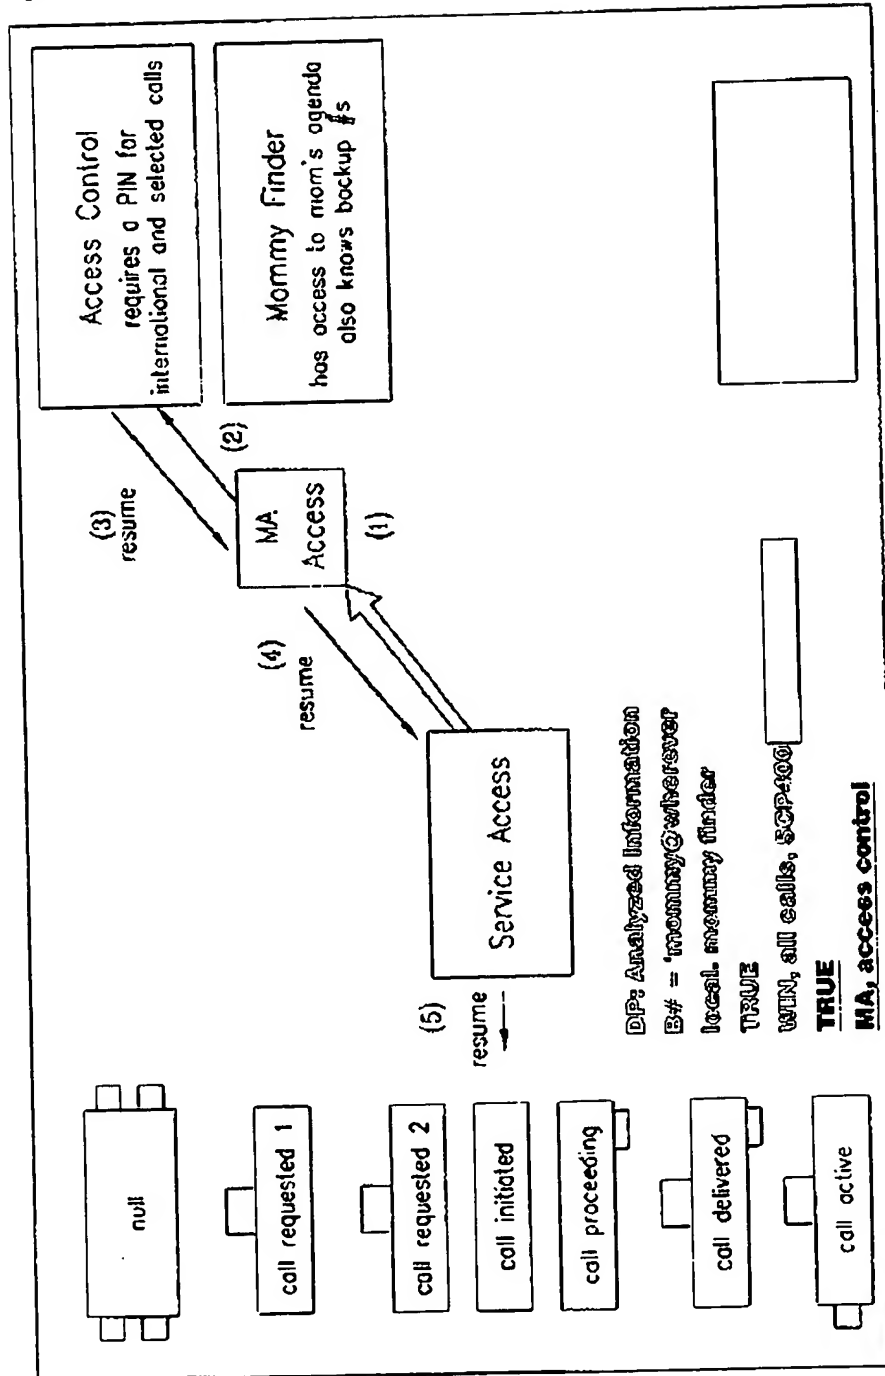 null
call requested 1
call requested 2
call initiated
call proceeding
call delivered
call active
(5)
resume
Service Access
(4)
resume
MA
Access
(1)
(3)
resume
(2)
Access Control
requires a PIN for
international and selected calls
Mommy Finder
has access to mom's agenda
also knows backup #s
DP: Analyzed Information
B# = 'mommy@wherever
local. mommy finder
TRUE
WIN, all calls, SCP400
TRUE
MA, access control